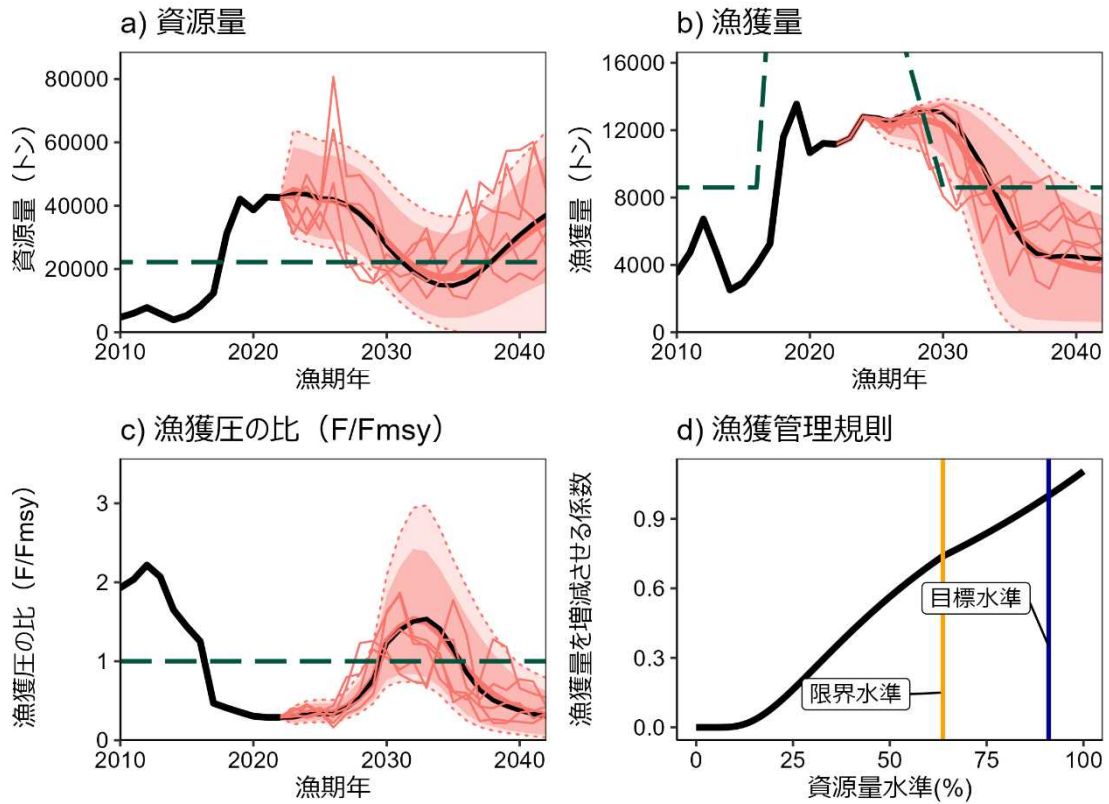 a) 資源量
80000
60000
40000
20000
0
資源量（トン）
2010
2020
2030
2040
漁期年
b) 漁獲量
16000
12000
8000
4000
0
漁獲量（トン）
2010
2020
2030
2040
漁期年
c) 漁獲圧の比（F/Fmsy）
3
2
1
0
漁獲圧の比（F/Fmsy）
2010
2020
2030
2040
漁期年
d) 漁獲管理規則
0.9
0.6
0.3
0.0
漁獲量を増減させる係数
目標水準
限界水準
0
25
50
75
100
資源量水準(%)